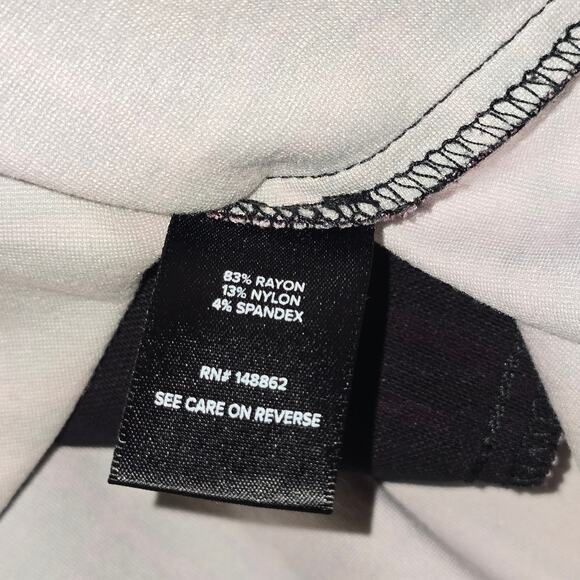 83% RAYON
13% NYLON
4% SPANDEX
RN# 148862
SEE CARE ON REVERSE